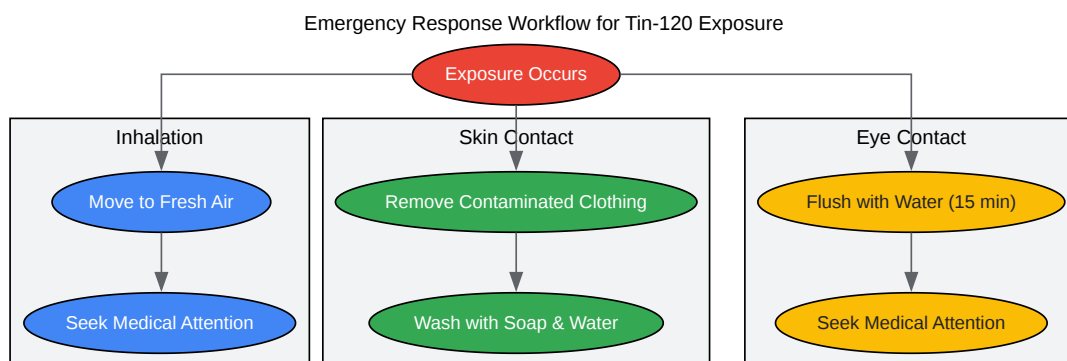 Emergency Response Workflow for Tin-120 Exposure
Exposure Occurs
Inhalation
Move to Fresh Air
Seek Medical Attention
Skin Contact
Remove Contaminated Clothing
Wash with Soap & Water
Eye Contact
Flush with Water (15 min)
Seek Medical Attention